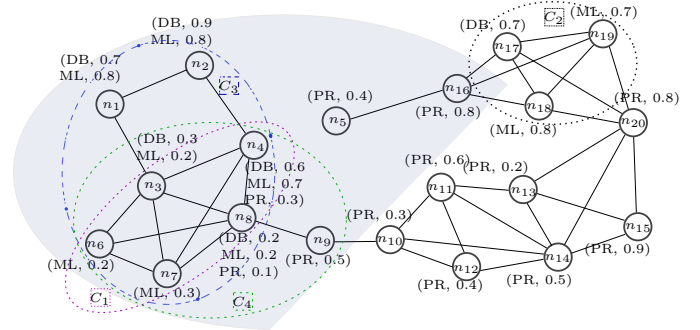 (DB, 0.9
ML, 0.8)
(DB, 0.7
ML, 0.8)
n2
n1
C3
(DB, 0.7)
C2
(ML, 0.7)
n17
n19
n16
(PR, 0.8)
n18
(ML, 0.8)
(PR, 0.8)
n20
(PR, 0.4)
n5
(DB, 0.3
ML, 0.2)
n4
n3
(DB, 0.6
ML, 0.7
PR, 0.3)
n8
(DB, 0.2
ML, 0.2
PR, 0.1)
n6
(ML, 0.2)
n7
(ML, 0.3)
C1
C4
n9
(PR, 0.5)
(PR, 0.3)
n10
(PR, 0.6)
n11
(PR, 0.2)
n13
n12
(PR, 0.4)
n14
(PR, 0.5)
n15
(PR, 0.9)